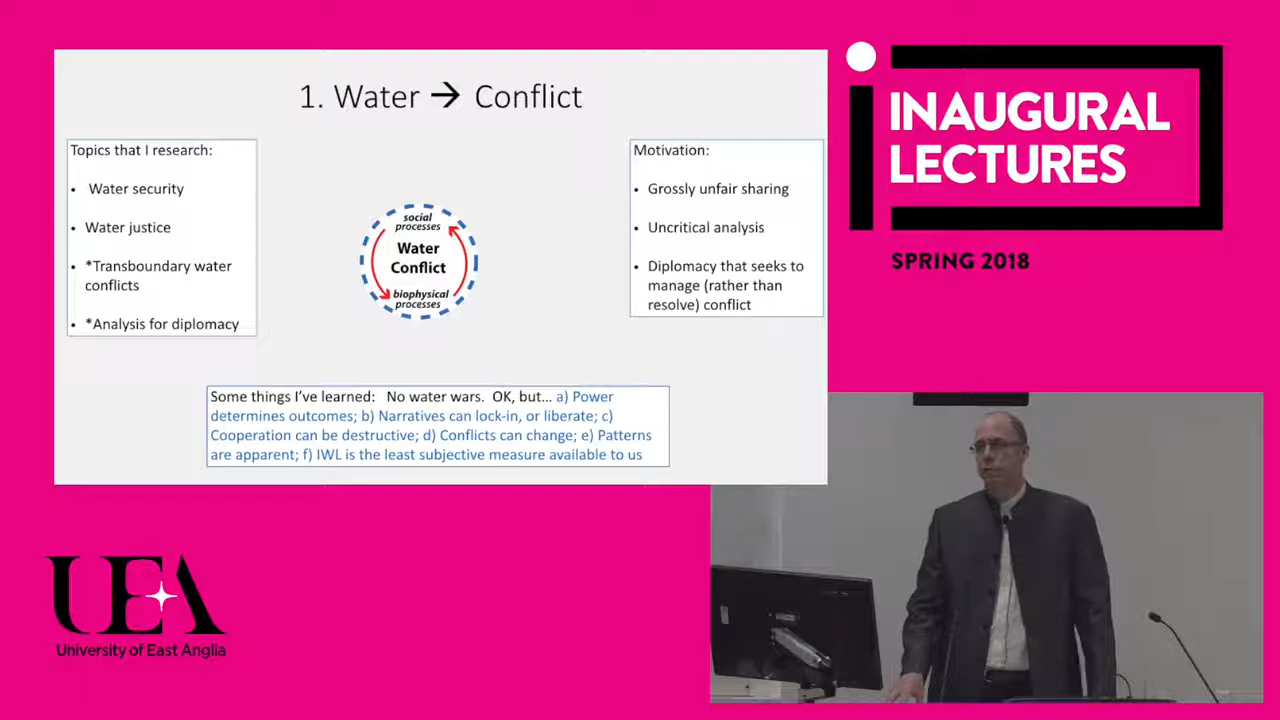 1. Water → Conflict
Topics that I research:
• Water security
• Water justice
• *Transboundary water
conflicts
• *Analysis for diplomacy
social
processes
Water
Conflict
biophysical
processes
Motivation:
• Grossly unfair sharing
• Uncritical analysis
• Diplomacy that seeks to
manage (rather than
resolve) conflict
Some things I’ve learned: No water wars. OK, but... a) Power
determines outcomes; b) Narratives can lock-in, or liberate; c)
Cooperation can be destructive; d) Conflicts can change; e) Patterns
are apparent; f) IWL is the least subjective measure available to us
INAUGURAL
LECTURES
SPRING 2018
UEA
University of East Anglia